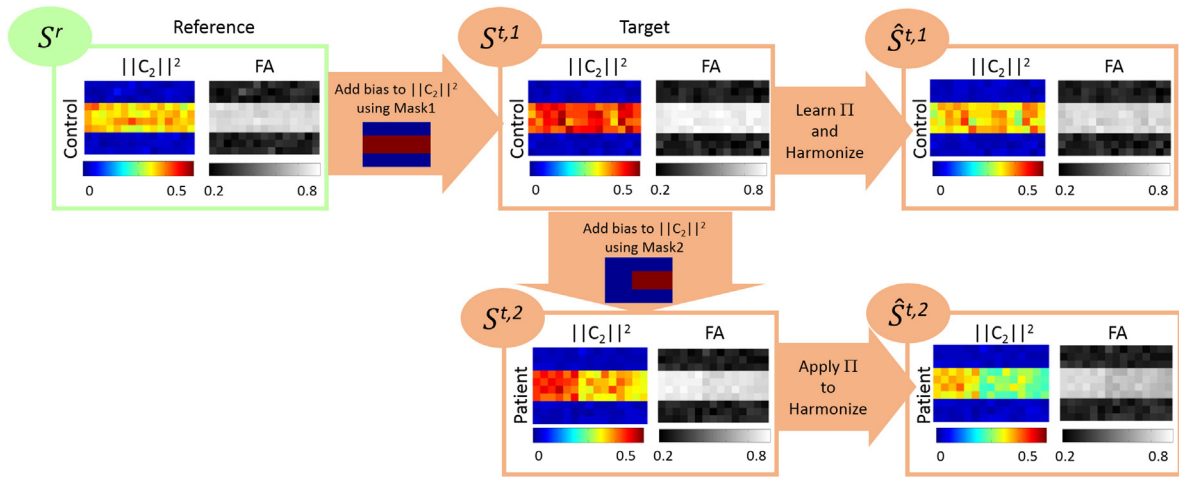 Reference
Target
S^r
S^{t,1}
Ŝ^{t,1}
||C₂||² FA
Control
0 0.5 0.2 0.8
Add bias to ||C₂||²
using Mask1
||C₂||² FA
Control
0 0.5 0.2 0.8
Learn Π
and
Harmonize
||C₂||² FA
Control
0 0.5 0.2 0.8
Add bias to ||C₂||²
using Mask2
S^{t,2}
Ŝ^{t,2}
||C₂||² FA
Patient
0 0.5 0.2 0.8
Apply Π
to
Harmonize
||C₂||² FA
Patient
0 0.5 0.2 0.8